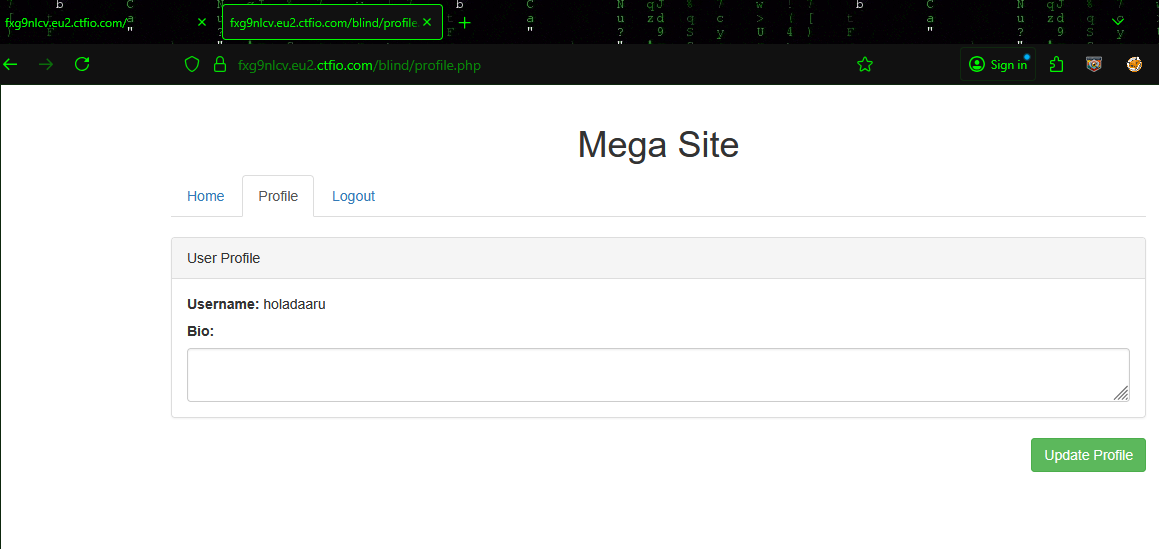 fxg9nlcv.eu2.ctfio.com/
fxg9nlcv.eu2.ctfio.com/blind/profile
fxg9nlcv.eu2.ctfio.com/blind/profile.php
Sign in
Mega Site
Home Profile Logout
User Profile
Username: holadaaru
Bio:
Update Profile